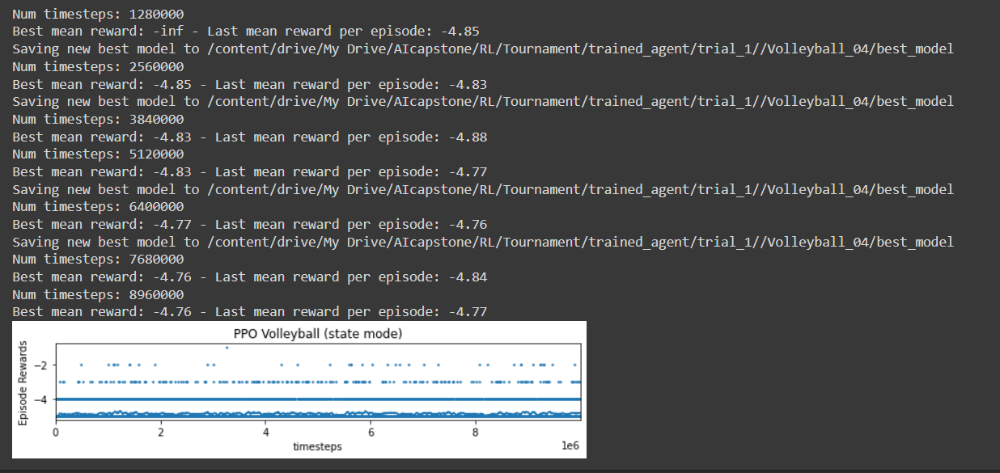 Num timesteps: 1280000
Best mean reward: -inf - Last mean reward per episode: -4.85
Saving new best model to /content/drive/My Drive/AIcapstone/RL/Tournament/trained_agent/trial_1//Volleyball_04/best_model
Num timesteps: 2560000
Best mean reward: -4.85 - Last mean reward per episode: -4.83
Saving new best model to /content/drive/My Drive/AIcapstone/RL/Tournament/trained_agent/trial_1//Volleyball_04/best_model
Num timesteps: 3840000
Best mean reward: -4.83 - Last mean reward per episode: -4.88
Num timesteps: 5120000
Best mean reward: -4.83 - Last mean reward per episode: -4.77
Saving new best model to /content/drive/My Drive/AIcapstone/RL/Tournament/trained_agent/trial_1//Volleyball_04/best_model
Num timesteps: 6400000
Best mean reward: -4.77 - Last mean reward per episode: -4.76
Saving new best model to /content/drive/My Drive/AIcapstone/RL/Tournament/trained_agent/trial_1//Volleyball_04/best_model
Num timesteps: 7680000
Best mean reward: -4.76 - Last mean reward per episode: -4.84
Num timesteps: 8960000
Best mean reward: -4.76 - Last mean reward per episode: -4.77
PPO Volleyball (state mode)
Episode Rewards
−2
−4
0 2 4 6 8
timesteps
1e6